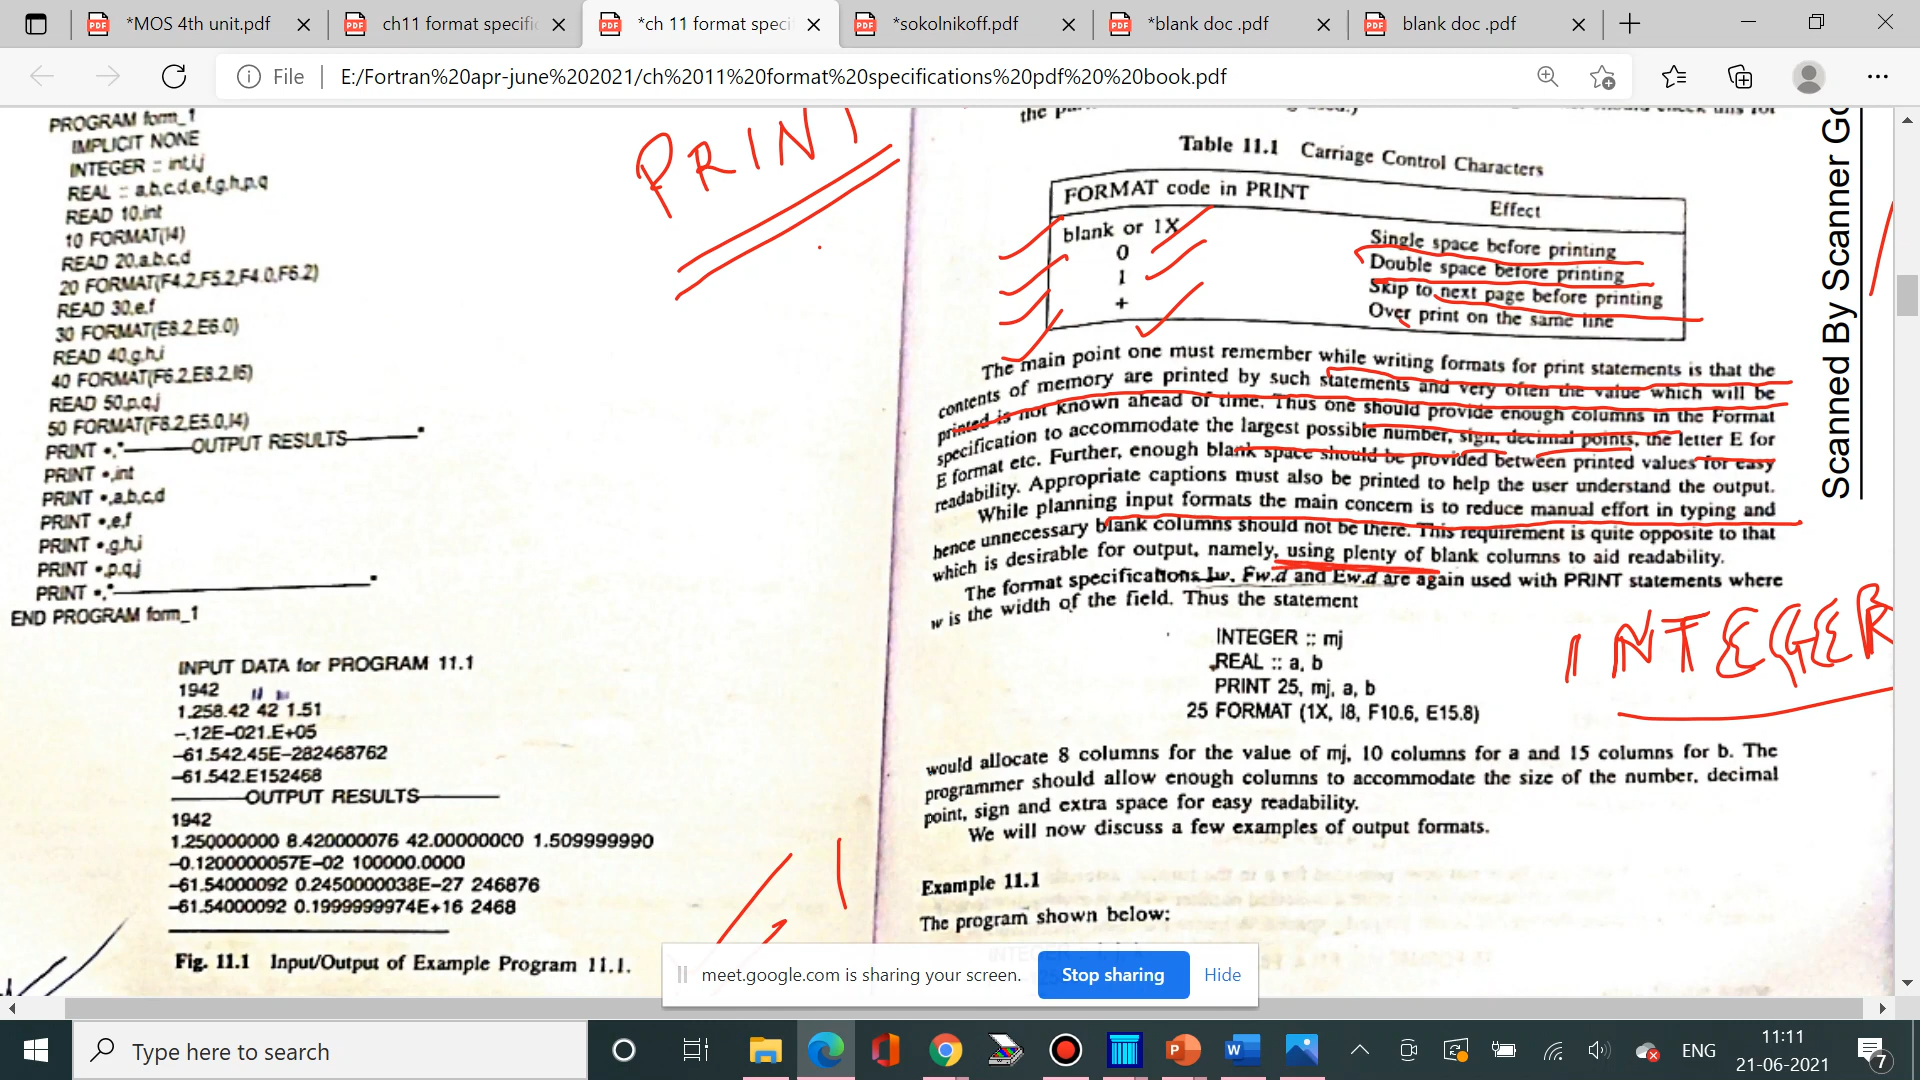 *MOS 4th unit.pdf
ch11 format specific
*ch 11 format speci
*sokolnikoff.pdf
*blank doc .pdf
blank doc .pdf
File
E:/Fortran%20apr-june%202021/ch%2011%20format%20specifications%20pdf%20%20book.pdf
PROGRAM form_1
IMPLICIT NONE
INTEGER :: int,i,j
REAL :: a,b,c,d,e,f,g,h,p,q
READ 10,int
10 FORMAT(I4)
READ 20,a,b,c,d
20 FORMAT(F4.2,F5.2,F4.0,F6.2)
READ 30,e,f
30 FORMAT(E8.2,E6.0)
READ 40,g,h,i
40 FORMAT(F6.2,E8.2,I6)
READ 50,p,q,j
50 FORMAT(F8.2,E5.0,I4)
PRINT *,"———OUTPUT RESULTS———"
PRINT *,int
PRINT *,a,b,c,d
PRINT *,e,f
PRINT *,g,h,i
PRINT *,p,q,j
PRINT *,"——————"
END PROGRAM form_1
INPUT DATA for PROGRAM 11.1
1942
1.258.42 42 1.51
-.12E-021.E+05
-61.542.45E-282468762
-61.542.E152468
———OUTPUT RESULTS———
1942
1.250000000 8.420000076 42.00000000 1.509999990
-0.1200000057E-02 100000.0000
-61.54000092 0.2450000038E-27 246876
-61.54000092 0.1999999974E+16 2468
Fig. 11.1 Input/Output of Example Program 11.1.
PRINT
Table 11.1 Carriage Control Characters
FORMAT code in PRINT
Effect
blank or 1X
Single space before printing
0
Double space before printing
1
Skip to next page before printing
+
Over print on the same line
The main point one must remember while writing formats for print statements is that the
contents of memory are printed by such statements and very often the value which will be
printed is not known ahead of time. Thus one should provide enough columns in the Format
specification to accommodate the largest possible number, sign, decimal points, the letter E for
E format etc. Further, enough blank space should be provided between printed values for easy
readability. Appropriate captions must also be printed to help the user understand the output.
While planning input formats the main concern is to reduce manual effort in typing and
hence unnecessary blank columns should not be there. This requirement is quite opposite to that
which is desirable for output, namely, using plenty of blank columns to aid readability.
The format specifications Iw, Fw.d and Ew.d are again used with PRINT statements where
w is the width of the field. Thus the statement
INTEGER :: mj
REAL :: a, b
PRINT 25, mj, a, b
25 FORMAT (1X, I8, F10.6, E15.8)
INTEGER
would allocate 8 columns for the value of mj, 10 columns for a and 15 columns for b. The
programmer should allow enough columns to accommodate the size of the number, decimal
point, sign and extra space for easy readability.
We will now discuss a few examples of output formats.
Example 11.1
The program shown below:
Scanned By Scanner Go
meet.google.com is sharing your screen.
Stop sharing
Hide
Type here to search
ENG
11:11
21-06-2021
7